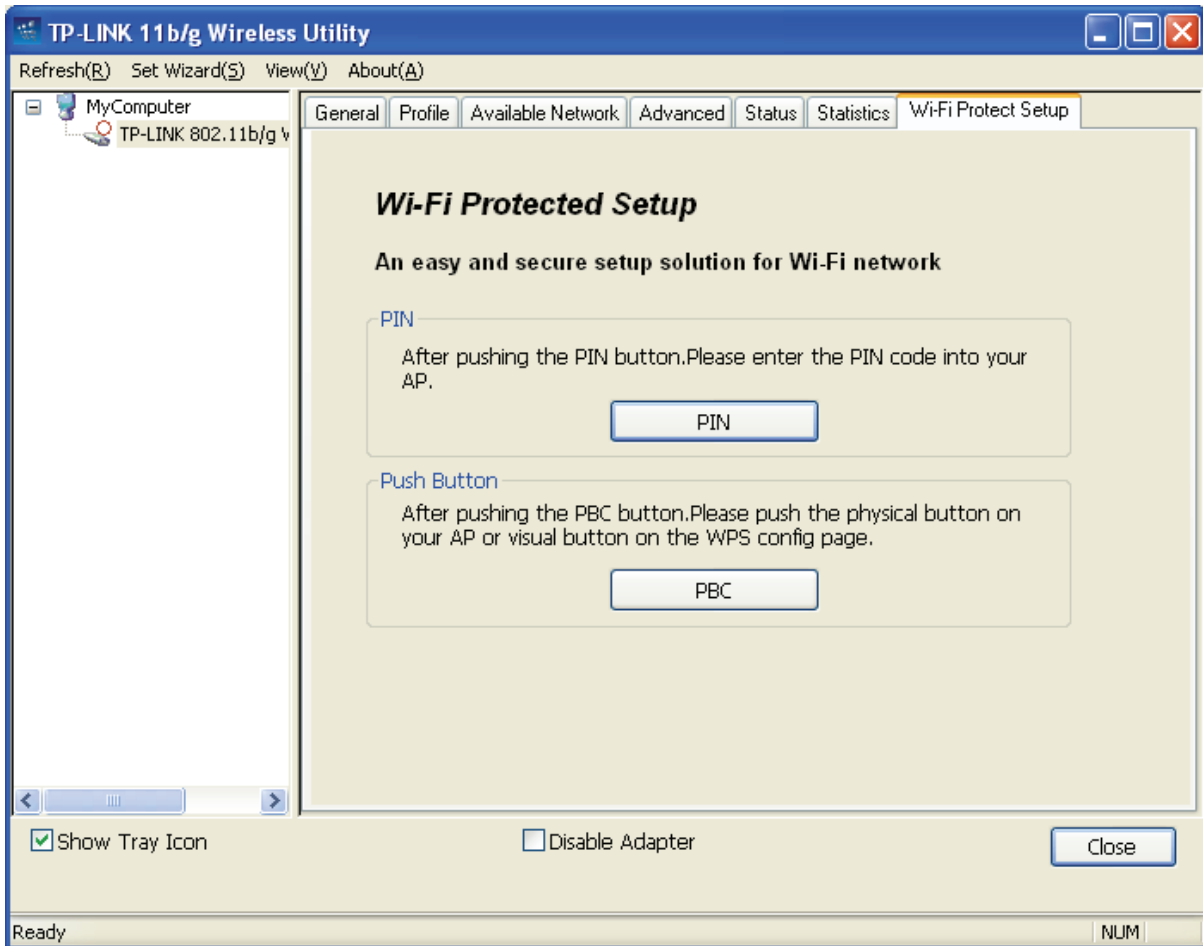 TP-LINK 11b/g Wireless Utility
Refresh(R) Set Wizard(S) View(V) About(A)
MyComputer
TP-LINK 802.11b/g
General Profile Available Network Advanced Status Statistics Wi-Fi Protect Setup
Wi-Fi Protected Setup
An easy and secure setup solution for Wi-Fi network
PIN
After pushing the PIN button.Please enter the PIN code into your
AP.
PIN
Push Button
After pushing the PBC button.Please push the physical button on
your AP or visual button on the WPS config page.
PBC
Show Tray Icon
Disable Adapter
Close
Ready
NUM